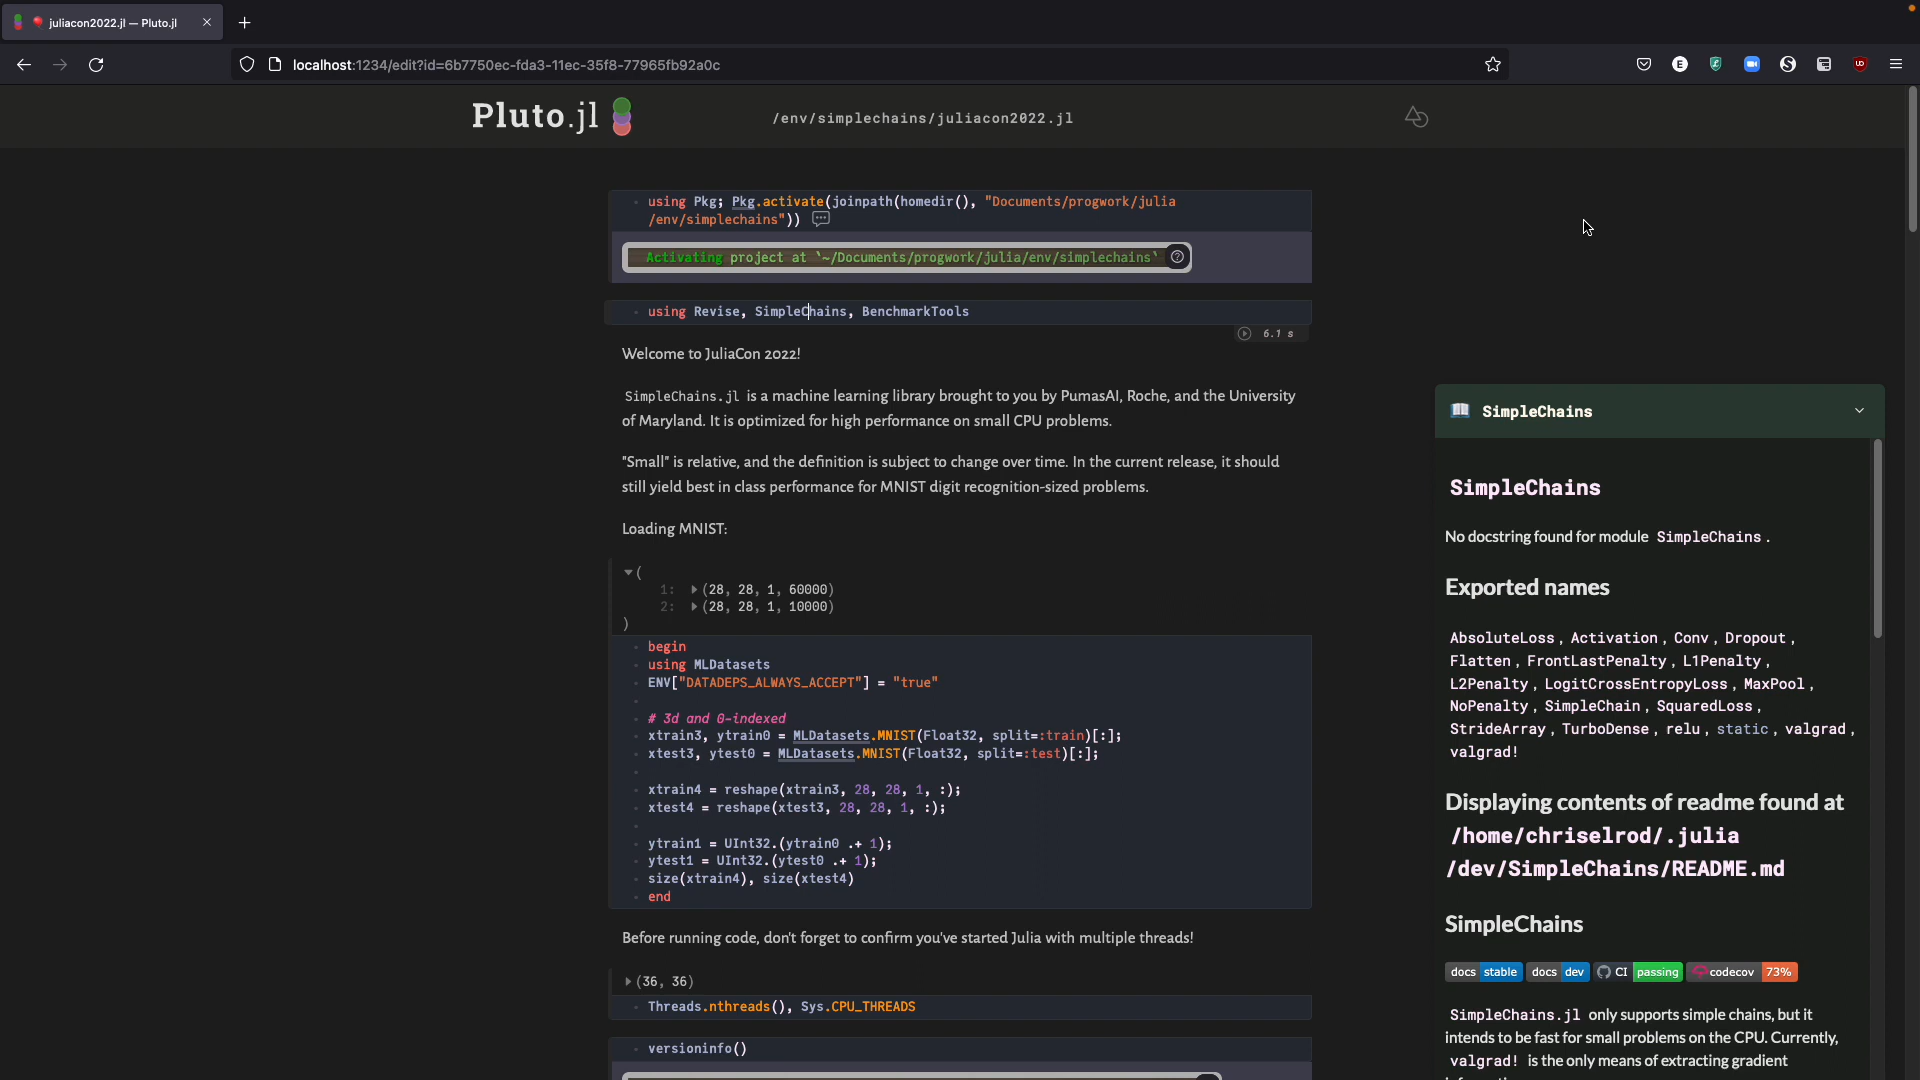 juliacon2022.jl — Pluto.jl
localhost:1234/edit?id=6b7750ec-fda3-11ec-35f8-77965fb92a0c
Pluto.jl
/env/simplechains/juliacon2022.jl
using Pkg; Pkg.activate(joinpath(homedir(), "Documents/progwork/julia
/env/simplechains"))
Activating project at `~/Documents/progwork/julia/env/simplechains`
using Revise, SimpleChains, BenchmarkTools
6.1 s
Welcome to JuliaCon 2022!
SimpleChains.jl is a machine learning library brought to you by PumasAI, Roche, and the University
of Maryland. It is optimized for high performance on small CPU problems.
"Small" is relative, and the definition is subject to change over time. In the current release, it should
still yield best in class performance for MNIST digit recognition-sized problems.
Loading MNIST:
(
1: (28, 28, 1, 60000)
2: (28, 28, 1, 10000)
)
begin
using MLDatasets
ENV["DATADEPS_ALWAYS_ACCEPT"] = "true"
# 3d and 0-indexed
xtrain3, ytrain0 = MLDatasets.MNIST(Float32, split=:train)[:];
xtest3, ytest0 = MLDatasets.MNIST(Float32, split=:test)[:];
xtrain4 = reshape(xtrain3, 28, 28, 1, :);
xtest4 = reshape(xtest3, 28, 28, 1, :);
ytrain1 = UInt32.(ytrain0 .+ 1);
ytest1 = UInt32.(ytest0 .+ 1);
size(xtrain4), size(xtest4)
end
Before running code, don't forget to confirm you've started Julia with multiple threads!
(36, 36)
Threads.nthreads(), Sys.CPU_THREADS
versioninfo()
SimpleChains
SimpleChains
No docstring found for module SimpleChains.
Exported names
AbsoluteLoss, Activation, Conv, Dropout,
Flatten, FrontLastPenalty, L1Penalty,
L2Penalty, LogitCrossEntropyLoss, MaxPool,
NoPenalty, SimpleChain, SquaredLoss,
StrideArray, TurboDense, relu, static, valgrad,
valgrad!
Displaying contents of readme found at
/home/chriselrod/.julia
/dev/SimpleChains/README.md
SimpleChains
docs stable docs dev CI passing codecov 73%
SimpleChains.jl only supports simple chains, but it
intends to be fast for small problems on the CPU. Currently,
valgrad! is the only means of extracting gradient